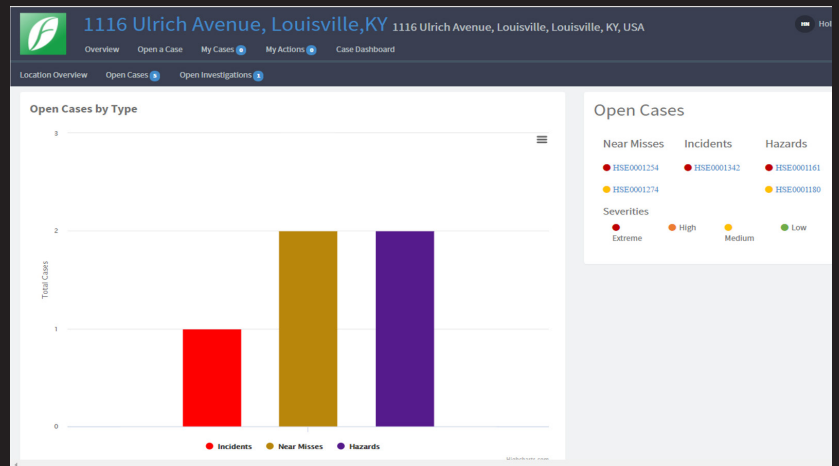 1116 Ulrich Avenue, Louisville,KY 1116 Ulrich Avenue, Louisville, Louisville, KY, USA
Overview Open a Case My Cases 0 My Actions 0 Case Dashboard
Location Overview Open Cases 5 Open Investigations 1
Open Cases by Type
3
2
1
0
Total Cases
Incidents Near Misses Hazards
Highcharts.com
Open Cases
Near Misses Incidents Hazards
HSE0001254 HSE0001342 HSE0001161
HSE0001274 HSE0001180
Severities
Extreme High Medium Low